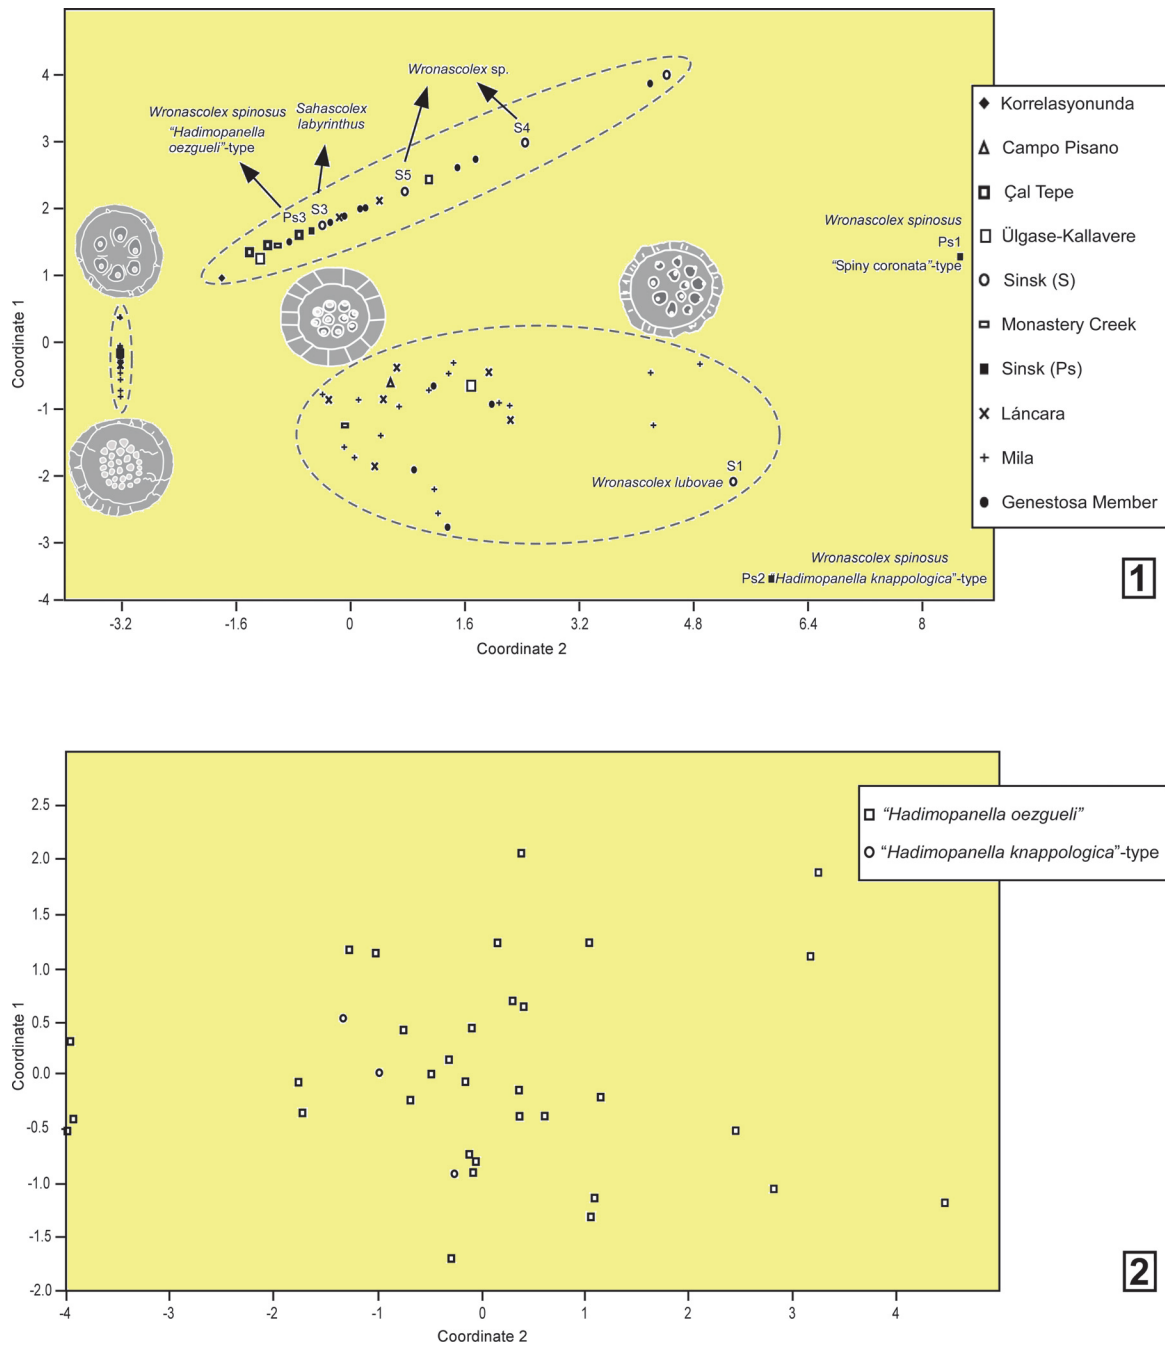 4
3
2
1
0
-1
-2
-3
-4
Coordinate 1
-3.2
-1.6
0
1.6
3.2
4.8
6.4
8
Coordinate 2
Wronascolex sp.
Wronascolex spinosus
“Hadimopanella
oezgueli”-type
Sahascolex
labyrinthus
S4
S5
S3
Ps3
Wronascolex spinosus
Ps1
“Spiny coronata”-type
S1
Wronascolex lubovae
Wronascolex spinosus
Ps2 “Hadimopanella knappologica”-type
Korrelasyonunda
Campo Pisano
Çal Tepe
Ülgase-Kallavere
Sinsk (S)
Monastery Creek
Sinsk (Ps)
Láncara
Mila
Genestosa Member
1
2.5
2.0
1.5
1.0
0.5
0.0
-0.5
-1.0
-1.5
-2.0
Coordinate 1
-4
-3
-2
-1
0
1
2
3
4
Coordinate 2
“Hadimopanella oezgueli”
“Hadimopanella knappologica”-type
2